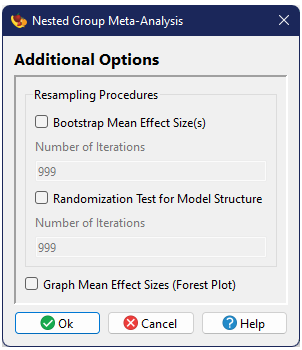 Nested Group Meta-Analysis
Additional Options
Resampling Procedures
Bootstrap Mean Effect Size(s)
Number of Iterations
999
Randomization Test for Model Structure
Number of Iterations
999
Graph Mean Effect Sizes (Forest Plot)
Ok Cancel Help